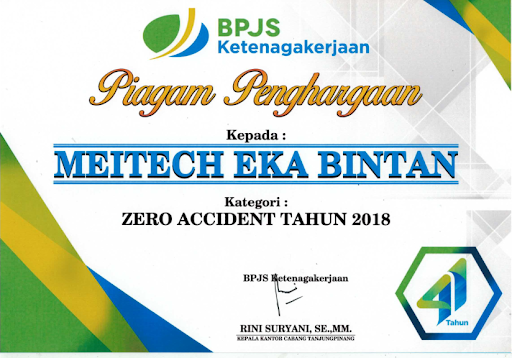 BPJS
Ketenagakerjaan
Piagam Penghargaan
Kepada :
MEITECH EKA BINTAN
Kategori :
ZERO ACCIDENT TAHUN 2018
BPJS Ketenagakerjaan
RINI SURYANI, SE.,MM.
KEPALA KANTOR CABANG TANJUNGPINANG
41
Tahun